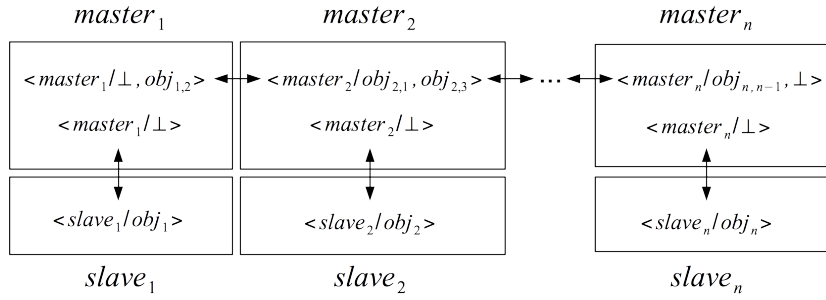 master₁ master₂ masterₙ
<master₁/⊥, obj₁,₂> <master₂/obj₂,₁, obj₂,₃> ... <masterₙ/objₙ,ₙ₋₁, ⊥>
<master₁/⊥> <master₂/⊥> <masterₙ/⊥>
<slave₁/obj₁> <slave₂/obj₂> <slaveₙ/objₙ>
slave₁ slave₂ slaveₙ